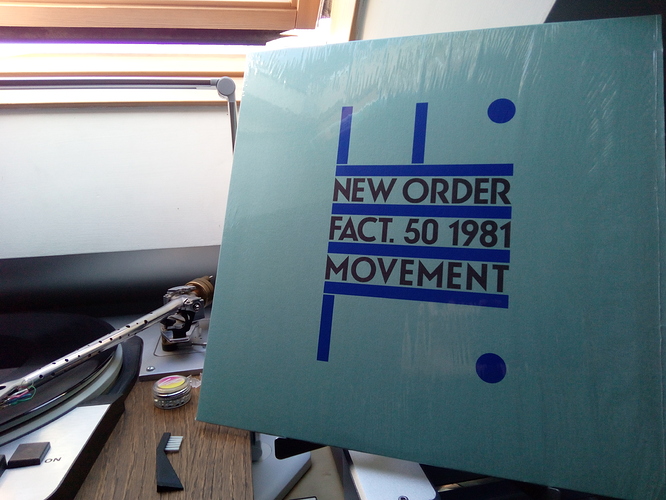 NEW ORDER
FACT. 50 1981
MOVEMENT